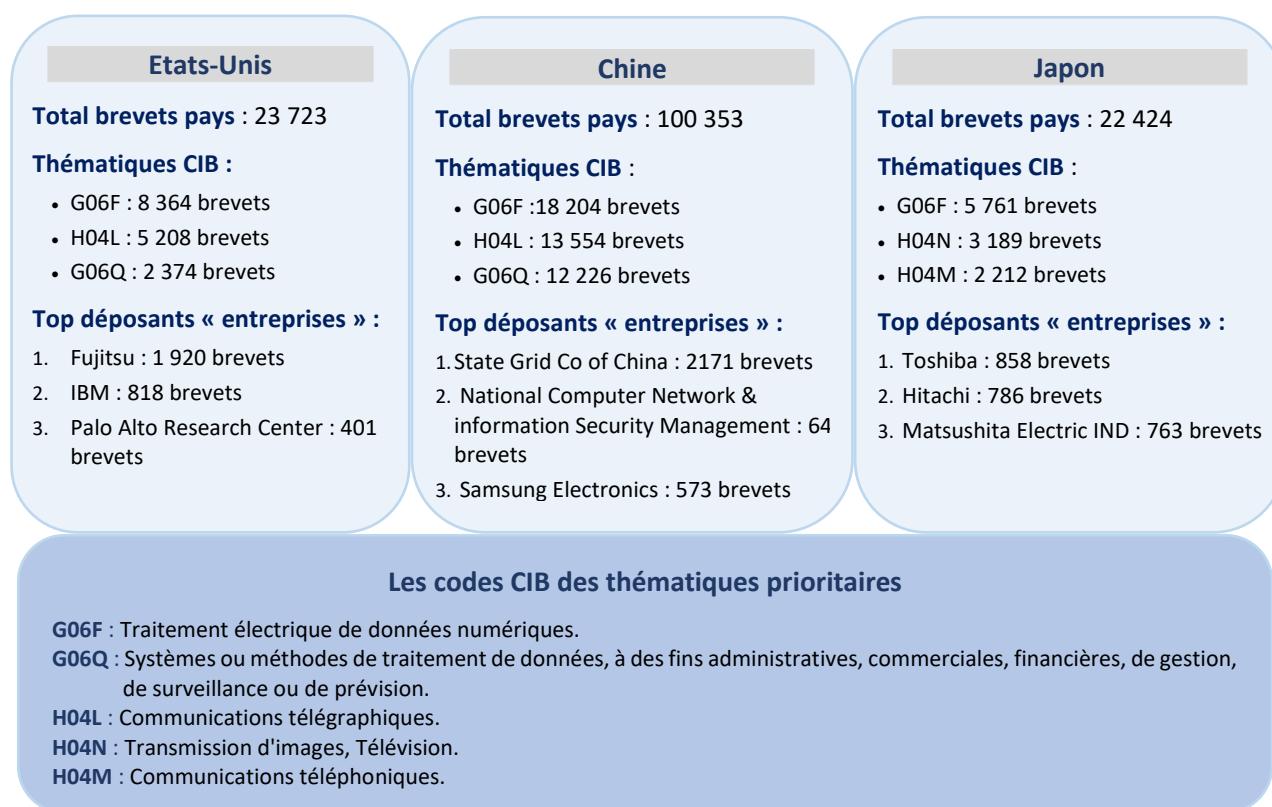 Etats-Unis
Total brevets pays : 23 723
Thématiques CIB :
• G06F : 8 364 brevets
• H04L : 5 208 brevets
• G06Q : 2 374 brevets
Top déposants « entreprises » :
1. Fujitsu : 1 920 brevets
2. IBM : 818 brevets
3. Palo Alto Research Center : 401
brevets
Chine
Total brevets pays : 100 353
Thématiques CIB :
• G06F :18 204 brevets
• H04L : 13 554 brevets
• G06Q : 12 226 brevets
Top déposants « entreprises » :
1. State Grid Co of China : 2171 brevets
2. National Computer Network &
information Security Management : 64
brevets
3. Samsung Electronics : 573 brevets
Japon
Total brevets pays : 22 424
Thématiques CIB :
• G06F : 5 761 brevets
• H04N : 3 189 brevets
• H04M : 2 212 brevets
Top déposants « entreprises » :
1. Toshiba : 858 brevets
2. Hitachi : 786 brevets
3. Matsushita Electric IND : 763 brevets
Les codes CIB des thématiques prioritaires
G06F : Traitement électrique de données numériques.
G06Q : Systèmes ou méthodes de traitement de données, à des fins administratives, commerciales, financières, de gestion,
de surveillance ou de prévision.
H04L : Communications télégraphiques.
H04N : Transmission d'images, Télévision.
H04M : Communications téléphoniques.